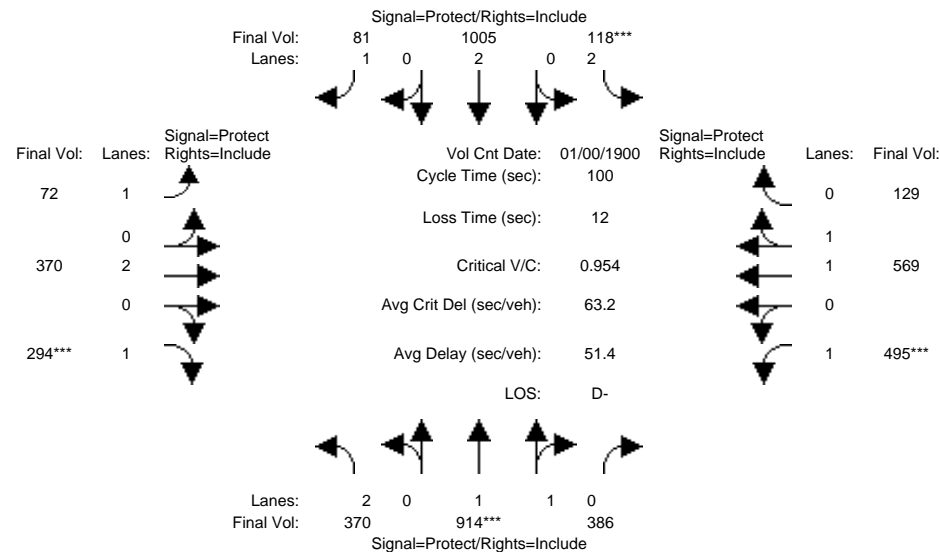 Signal=Protect/Rights=Include
Final Vol: 81 1005 118***
Lanes: 1 0 2 0 2
Signal=Protect
Final Vol: Lanes: Rights=Include
Vol Cnt Date: 01/00/1900
Signal=Protect
Rights=Include Lanes: Final Vol:
Cycle Time (sec): 100
72 1
0 129
Loss Time (sec): 12
0
1
370 2
Critical V/C: 0.954
1 569
0
Avg Crit Del (sec/veh): 63.2
0
294*** 1
Avg Delay (sec/veh): 51.4
1 495***
LOS: D-
Lanes: 2 0 1 1 0
Final Vol: 370 914*** 386
Signal=Protect/Rights=Include